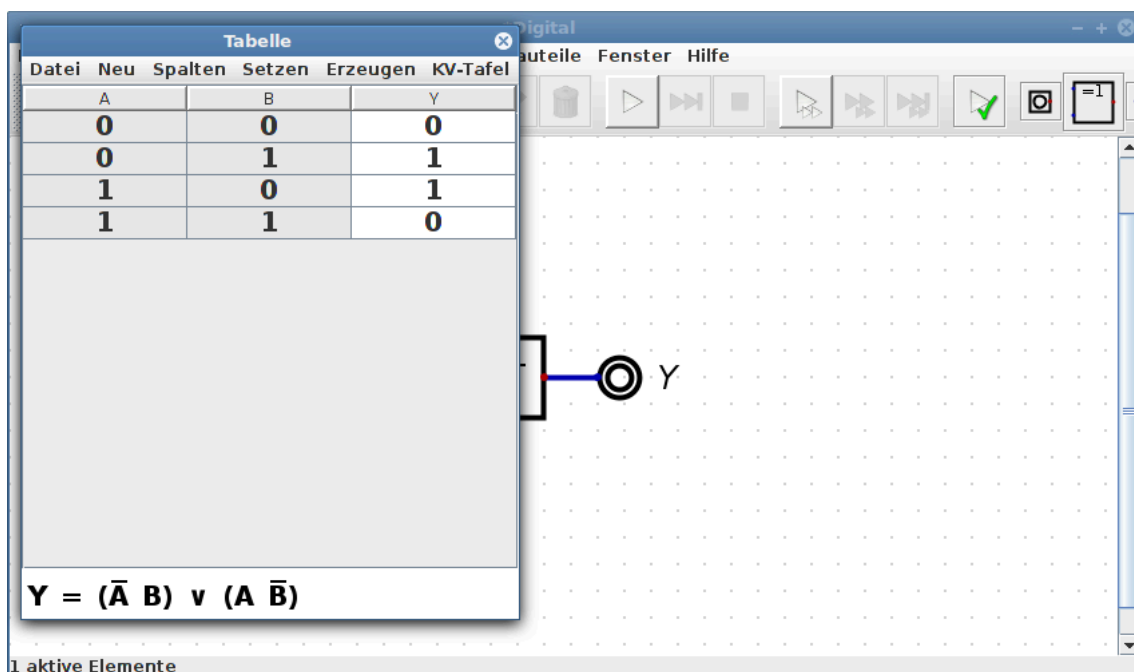 Digital
Tabelle
Datei Neu Spalten Setzen Erzeugen KV-Tafel
Fenster Hilfe
=1
A B Y
0 0 0
0 1 1
1 0 1
1 1 0
Y
Y = (A̅ B) ∨ (A B̅)
1 aktive Elemente